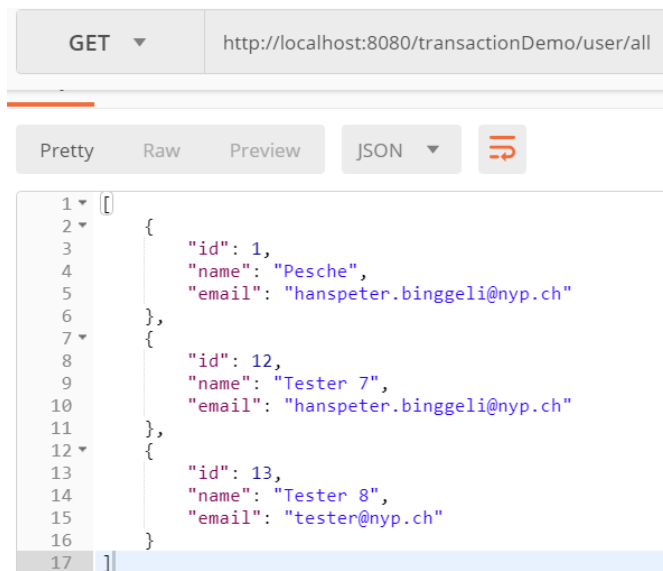 GET http://localhost:8080/transactionDemo/user/all
Pretty Raw Preview JSON
1 [
2 {
3 "id": 1,
4 "name": "Pesche",
5 "email": "hanspeter.binggeli@nyp.ch"
6 },
7 {
8 "id": 12,
9 "name": "Tester 7",
10 "email": "hanspeter.binggeli@nyp.ch"
11 },
12 {
13 "id": 13,
14 "name": "Tester 8",
15 "email": "tester@nyp.ch"
16 }
17 ]